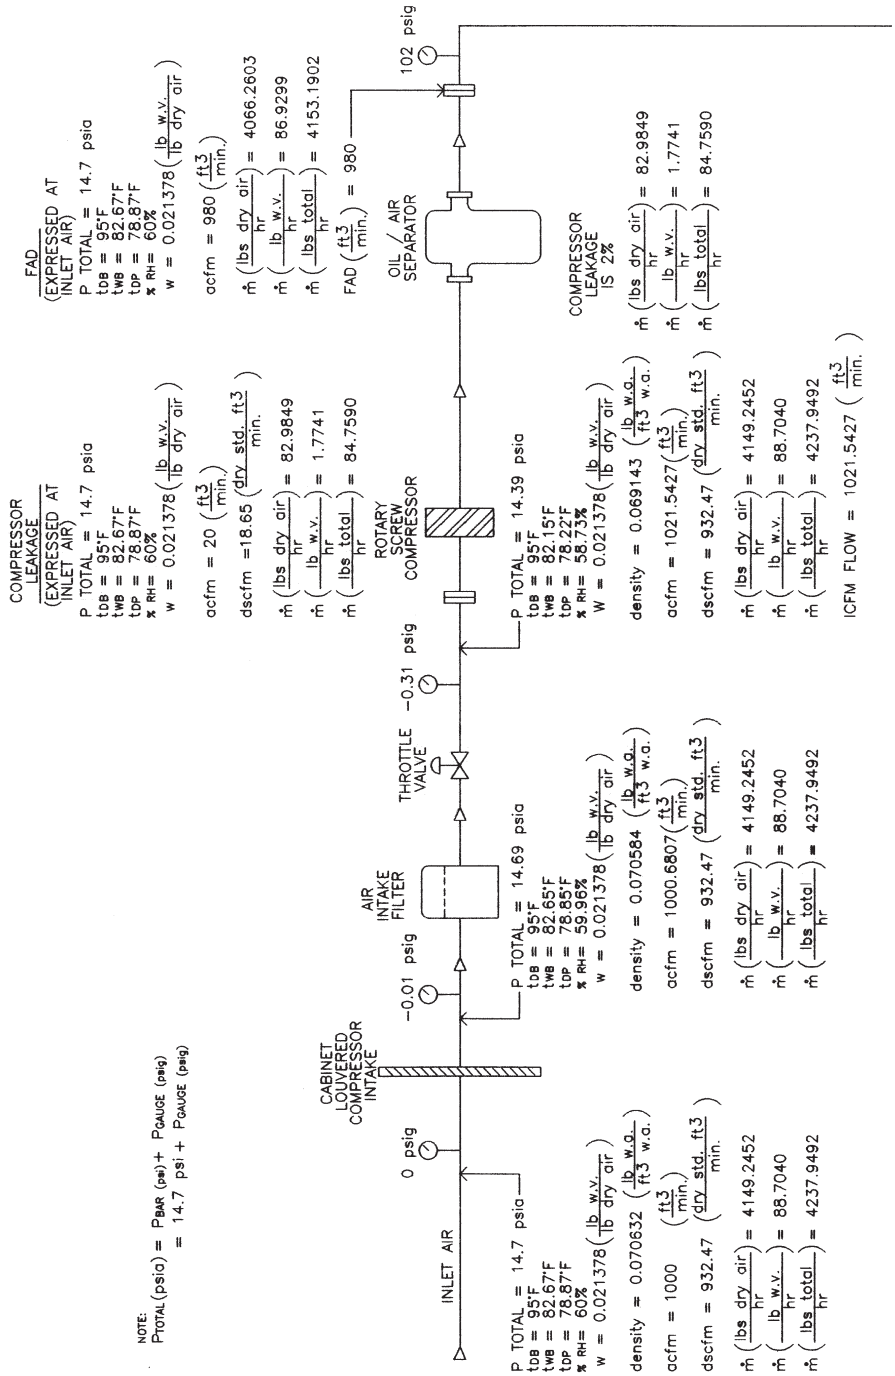 NOTE:
PTOTAL (psia) = PBAR (psi) + PGAUGE (psig)
= 14.7 psi + PGAUGE (psig)
COMPRESSOR
LEAKAGE
(EXPRESSED AT
INLET AIR)
P TOTAL = 14.7 psia
tDB = 95°F
tWB = 82.67°F
tDP = 78.87°F
% RH= 60%
w = 0.021378 (lb w.v. / lb dry air)
acfm = 20 (ft3 / min.)
dscfm =18.65 (dry std. ft3 / min.)
ṁ (lbs dry air / hr) = 82.9849
ṁ (lb w.v. / hr) = 1.7741
ṁ (lbs total / hr) = 84.7590
FAD
(EXPRESSED AT
INLET AIR)
P TOTAL = 14.7 psia
tDB = 95°F
tWB = 82.67°F
tDP = 78.87°F
% RH= 60%
w = 0.021378 (lb w.v. / lb dry air)
acfm = 980 (ft3 / min.)
ṁ (lbs dry air / hr) = 4066.2603
ṁ (lb w.v. / hr) = 86.9299
ṁ (lbs total / hr) = 4153.1902
FAD (ft3 / min.) = 980
INLET AIR
0 psig
CABINET
LOUVERED
COMPRESSOR
INTAKE
-0.01 psig
AIR
INTAKE
FILTER
THROTTLE
VALVE
-0.31 psig
ROTARY
SCREW
COMPRESSOR
OIL / AIR
SEPARATOR
102 psig
P TOTAL = 14.7 psia
tDB = 95°F
tWB = 82.67°F
tDP = 78.87°F
% RH= 60%
w = 0.021378 (lb w.v. / lb dry air)
density = 0.070632 (lb w.a. / ft3 w.a.)
acfm = 1000 (ft3 / min.)
dscfm = 932.47 (dry std. ft3 / min.)
ṁ (lbs dry air / hr) = 4149.2452
ṁ (lb w.v. / hr) = 88.7040
ṁ (lbs total / hr) = 4237.9492
P TOTAL = 14.69 psia
tDB = 95°F
tWB = 82.65°F
tDP = 78.85°F
% RH= 59.96%
w = 0.021378 (lb w.v. / lb dry air)
density = 0.070584 (lb w.a. / ft3 w.a.)
acfm = 1000.6807 (ft3 / min.)
dscfm = 932.47 (dry std. ft3 / min.)
ṁ (lbs dry air / hr) = 4149.2452
ṁ (lb w.v. / hr) = 88.7040
ṁ (lbs total / hr) = 4237.9492
P TOTAL = 14.39 psia
tDB = 95°F
tWB = 82.15°F
tDP = 78.22°F
% RH= 58.73%
W = 0.021378 (lb w.v. / lb dry air)
density = 0.069143 (lb w.a. / ft3 w.a.)
acfm = 1021.5427 (ft3 / min.)
dscfm = 932.47 (dry std. ft3 / min.)
ṁ (lbs dry air / hr) = 4149.2452
ṁ (lb w.v. / hr) = 88.7040
ṁ (lbs total / hr) = 4237.9492
ICFM FLOW = 1021.5427 (ft3 / min.)
COMPRESSOR
LEAKAGE
IS 2%
ṁ (lbs dry air / hr) = 82.9849
ṁ (lb w.v. / hr) = 1.7741
ṁ (lbs total / hr) = 84.7590